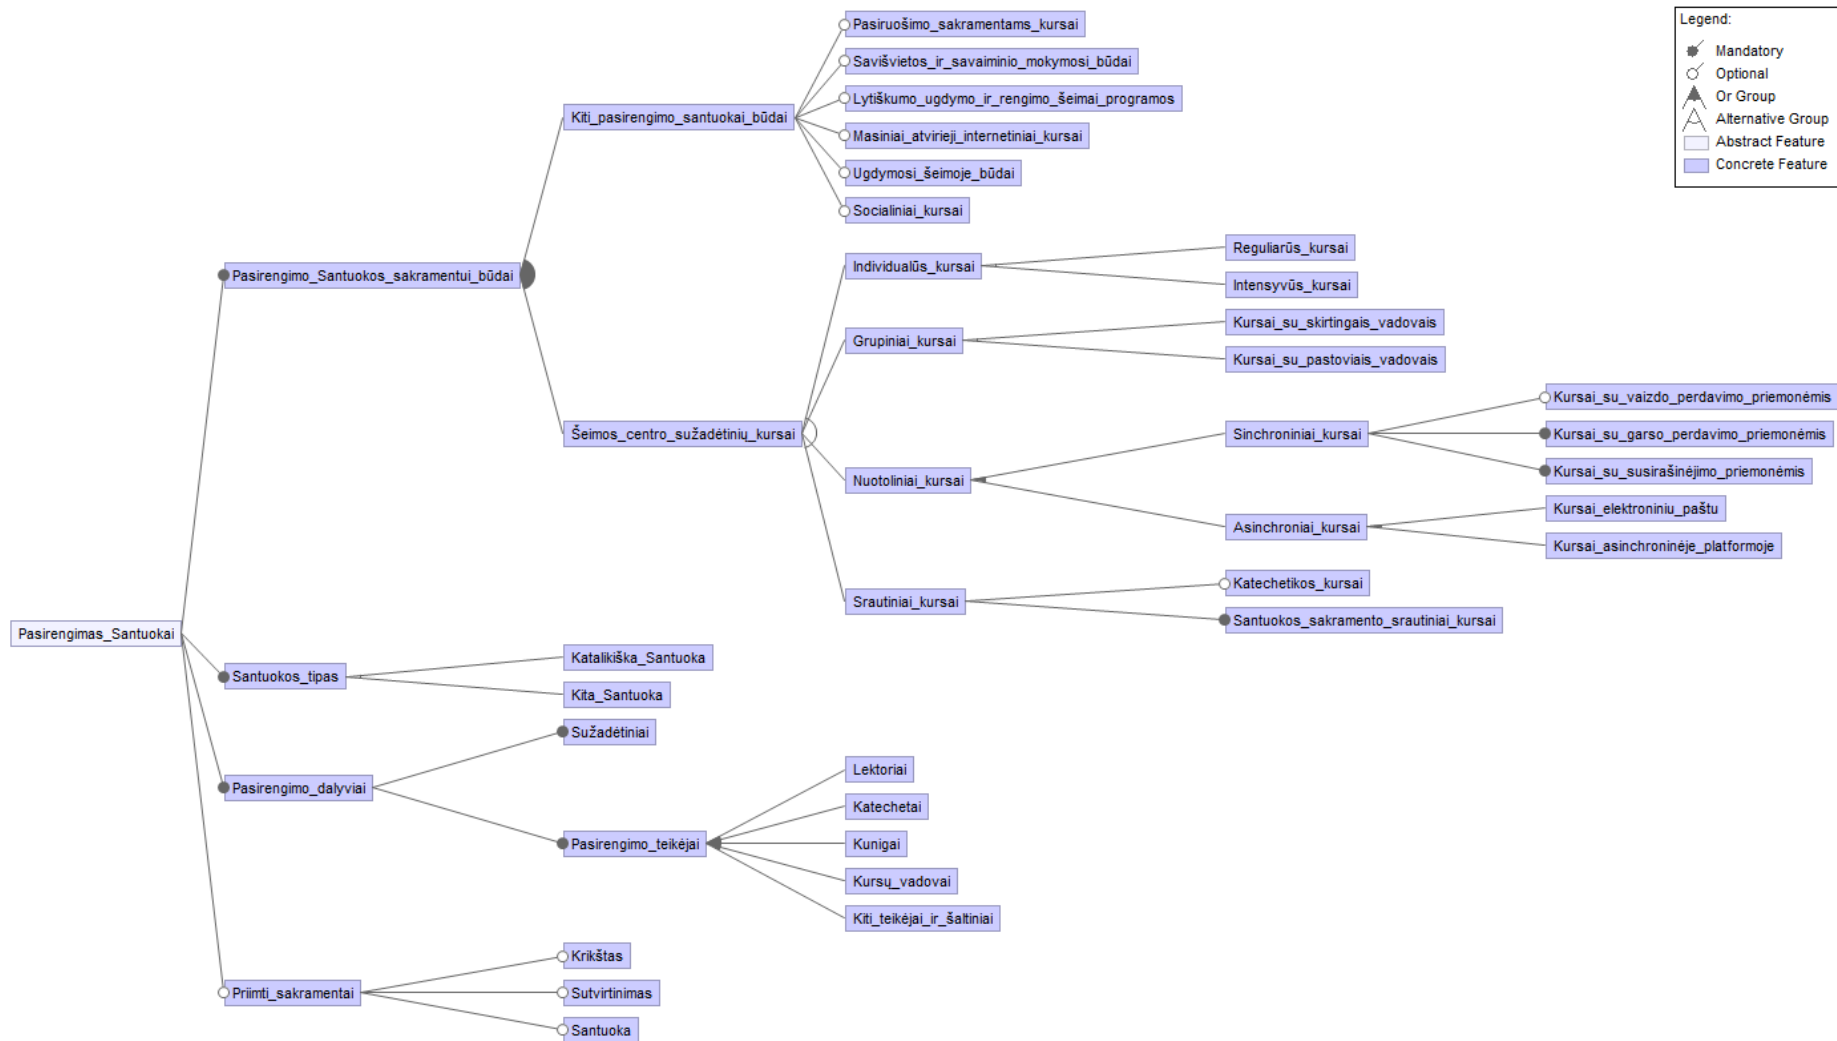 Pasiruošimo_sakramentams_kursai
Savišvietos_ir_savaiminio_mokymosi_būdai
Lytiškumo_ugdymo_ir_rengimo_šeimai_programos
Kiti_pasirengimo_santuokai_būdai
Masiniai_atvirieji_internetiniai_kursai
Ugdymosi_šeimoje_būdai
Socialiniai_kursai
Pasirengimo_Santuokos_sakramentui_būdai
Individualūs_kursai
Reguliarūs_kursai
Intensyvūs_kursai
Grupiniai_kursai
Kursai_su_skirtingais_vadovais
Kursai_su_pastoviais_vadovais
Šeimos_centro_sužadėtinių_kursai
Nuotoliniai_kursai
Sinchroniniai_kursai
Kursai_su_vaizdo_perdavimo_priemonėmis
Kursai_su_garso_perdavimo_priemonėmis
Kursai_su_susirašinėjimo_priemonėmis
Asinchroniai_kursai
Kursai_elektroniniu_paštu
Kursai_asinchroninėje_platformoje
Srautiniai_kursai
Katechetikos_kursai
Santuokos_sakramento_srautiniai_kursai
Pasirengimas_Santuokai
Santuokos_tipas
Katalikiška_Santuoka
Kita_Santuoka
Pasirengimo_dalyviai
Sužadėtiniai
Pasirengimo_teikėjai
Lektoriai
Katechetai
Kunigai
Kursų_vadovai
Kiti_teikėjai_ir_šaltiniai
Priimti_sakramentai
Krikštas
Sutvirtinimas
Santuoka
Legend:
Mandatory
Optional
Or Group
Alternative Group
Abstract Feature
Concrete Feature